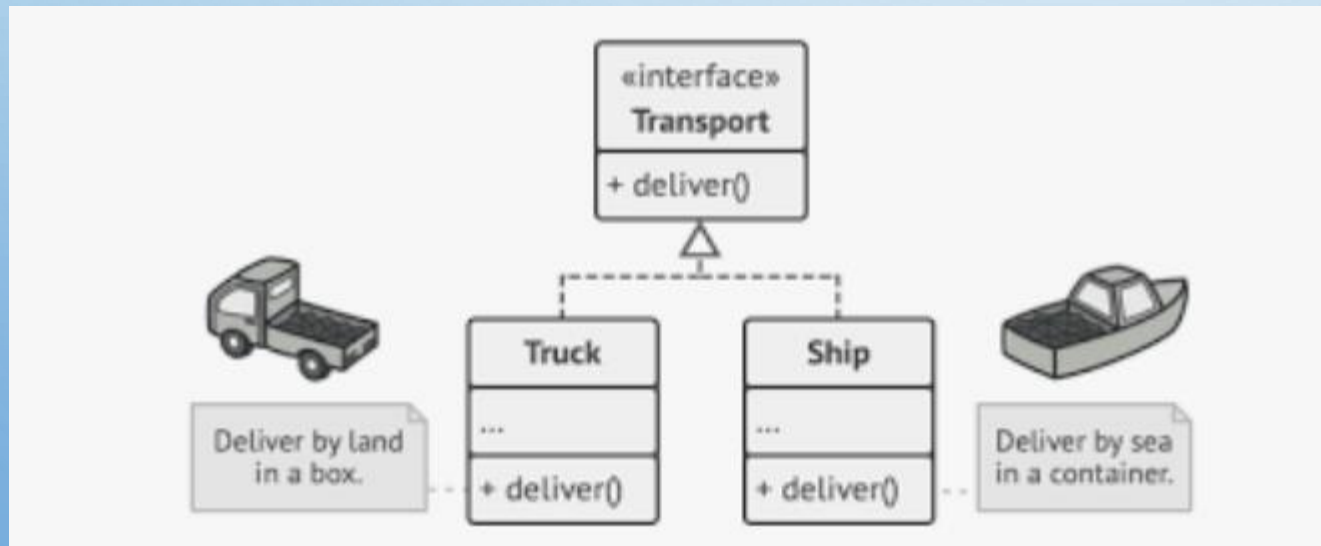 «interface»
Transport
+ deliver()
Truck
...
+ deliver()
Ship
...
+ deliver()
Deliver by land
in a box.
Deliver by sea
in a container.